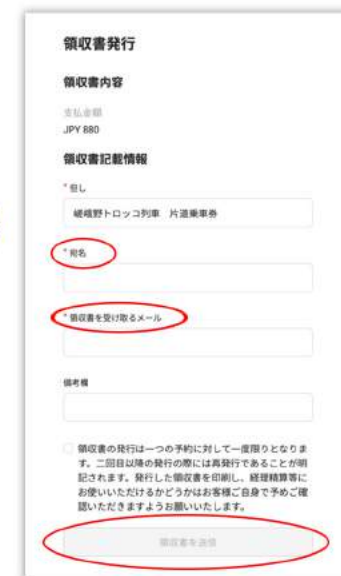 領収書発行
領収書内容
支払金額
JPY 880
領収書記載情報
* 但し
嵯峨野トロッコ列車　片道乗車券
* 宛名
* 領収書を受け取るメール
備考欄
領収書の発行は一つの予約に対して一度限りとなりま
す。二回目以降の発行の際には再発行であることが明
記されます。発行した領収書を印刷し、経理精算等に
お使いいただけるかどうかはお客様ご自身で予めご確
認いただきますようお願いいたします。
領収書を送信